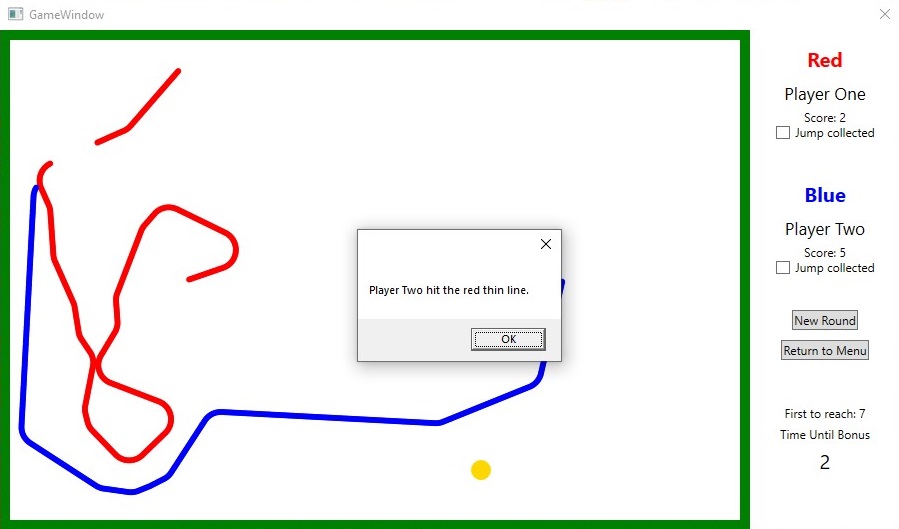 GameWindow
Red
Player One
Score: 2
Jump collected
Blue
Player Two
Score: 5
Jump collected
Player Two hit the red thin line.
OK
New Round
Return to Menu
First to reach: 7
Time Until Bonus
2